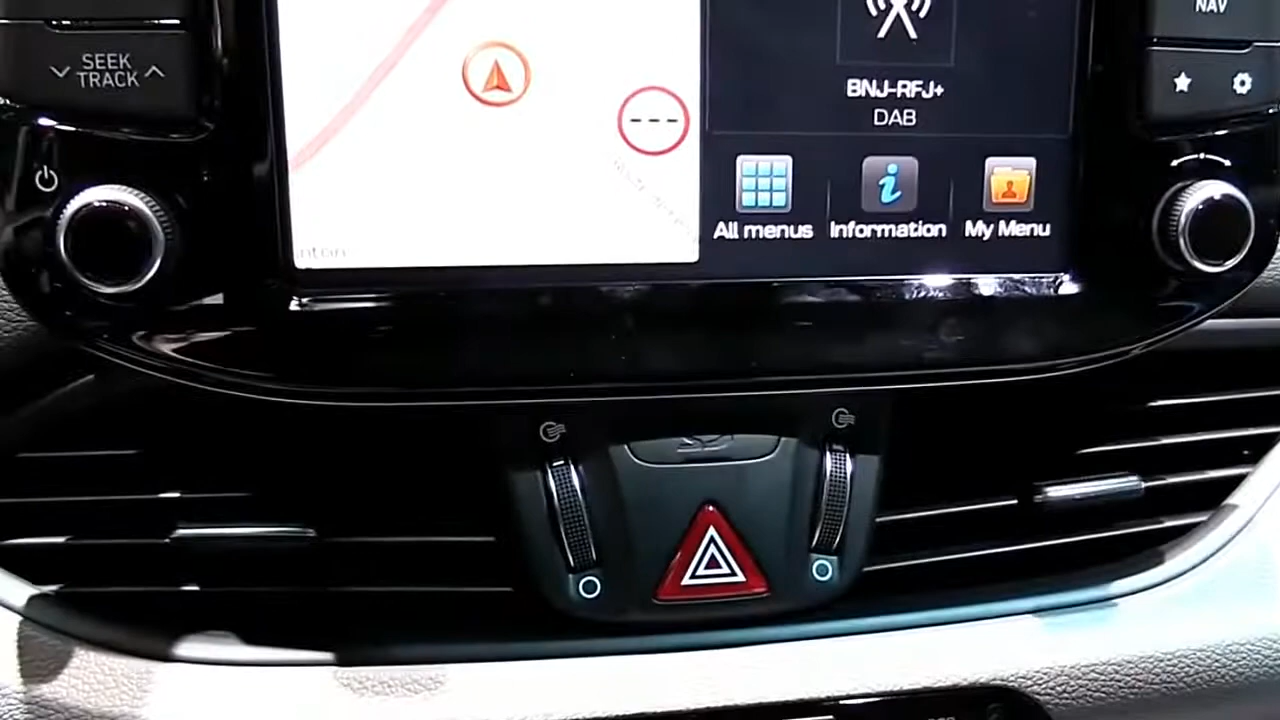 SEEK
TRACK
NAV
BNJ-RFJ+
DAB
---
All menus
Information
My Menu